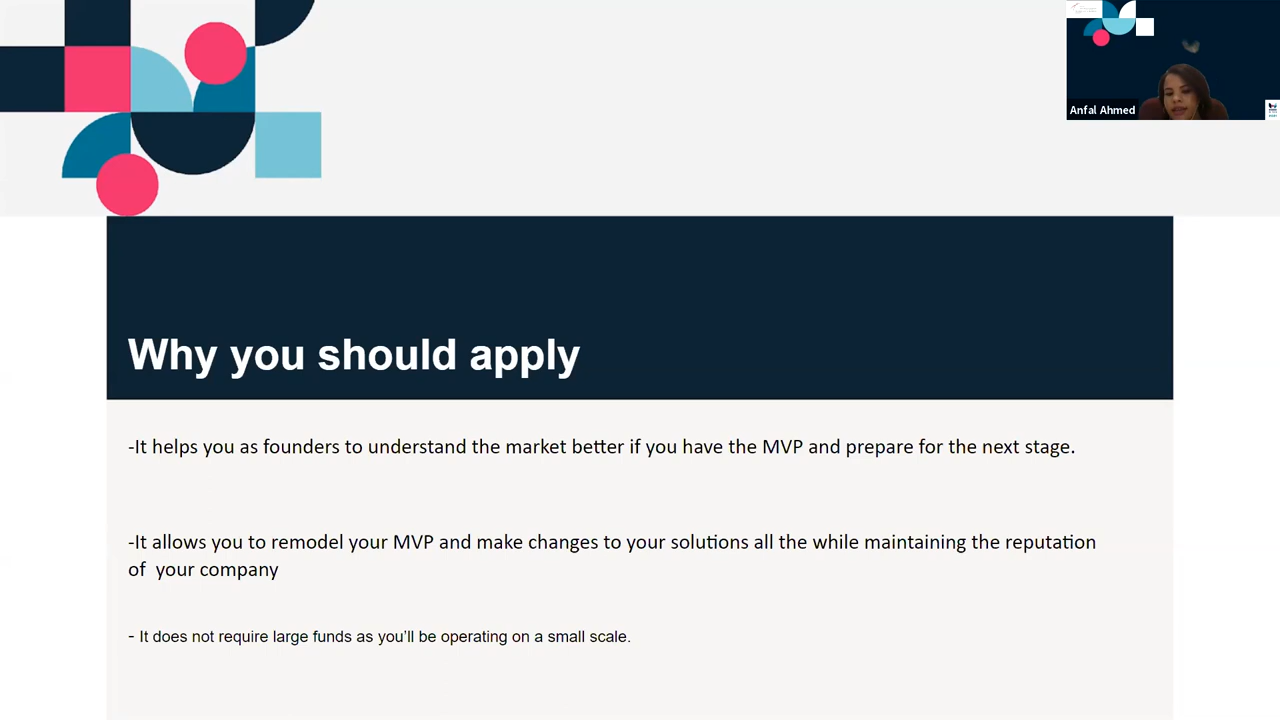 Anfal Ahmed
Why you should apply
-It helps you as founders to understand the market better if you have the MVP and prepare for the next stage.
-It allows you to remodel your MVP and make changes to your solutions all the while maintaining the reputation
of  your company
- It does not require large funds as you’ll be operating on a small scale.